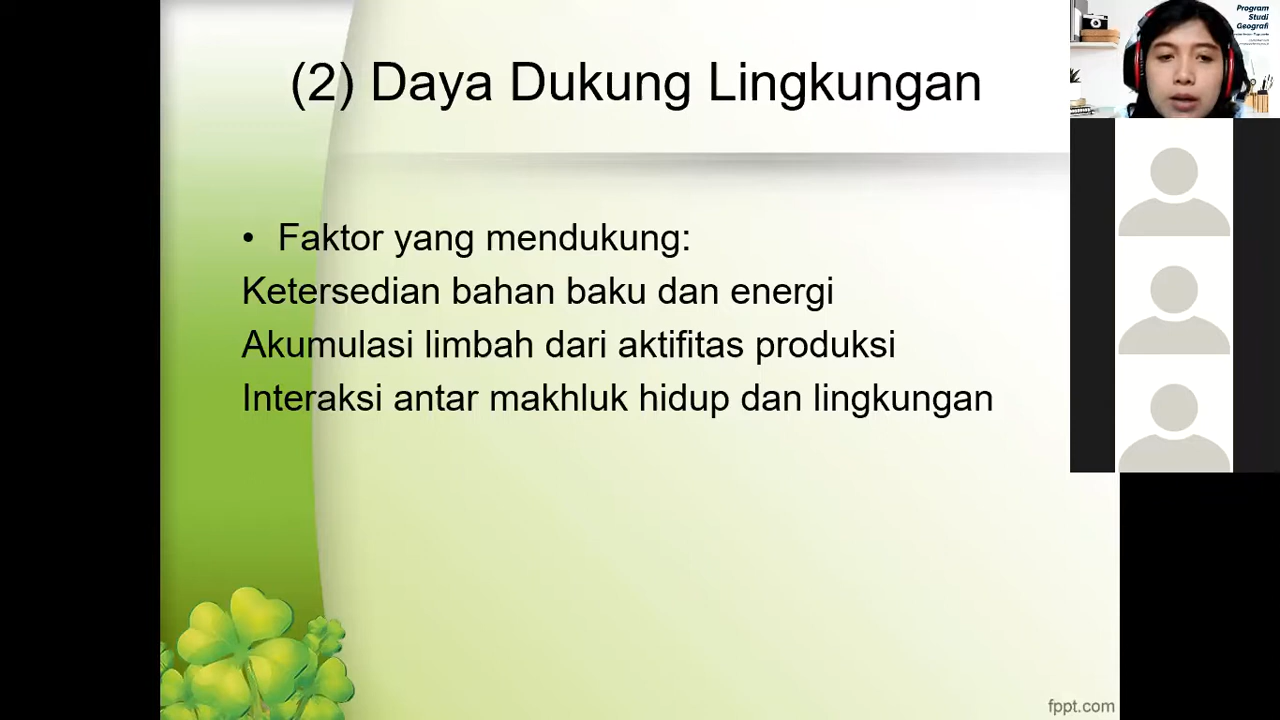 (2) Daya Dukung Lingkungan
• Faktor yang mendukung:
Ketersedian bahan baku dan energi
Akumulasi limbah dari aktifitas produksi
Interaksi antar makhluk hidup dan lingkungan
Program
Studi
Geografi
fppt.com